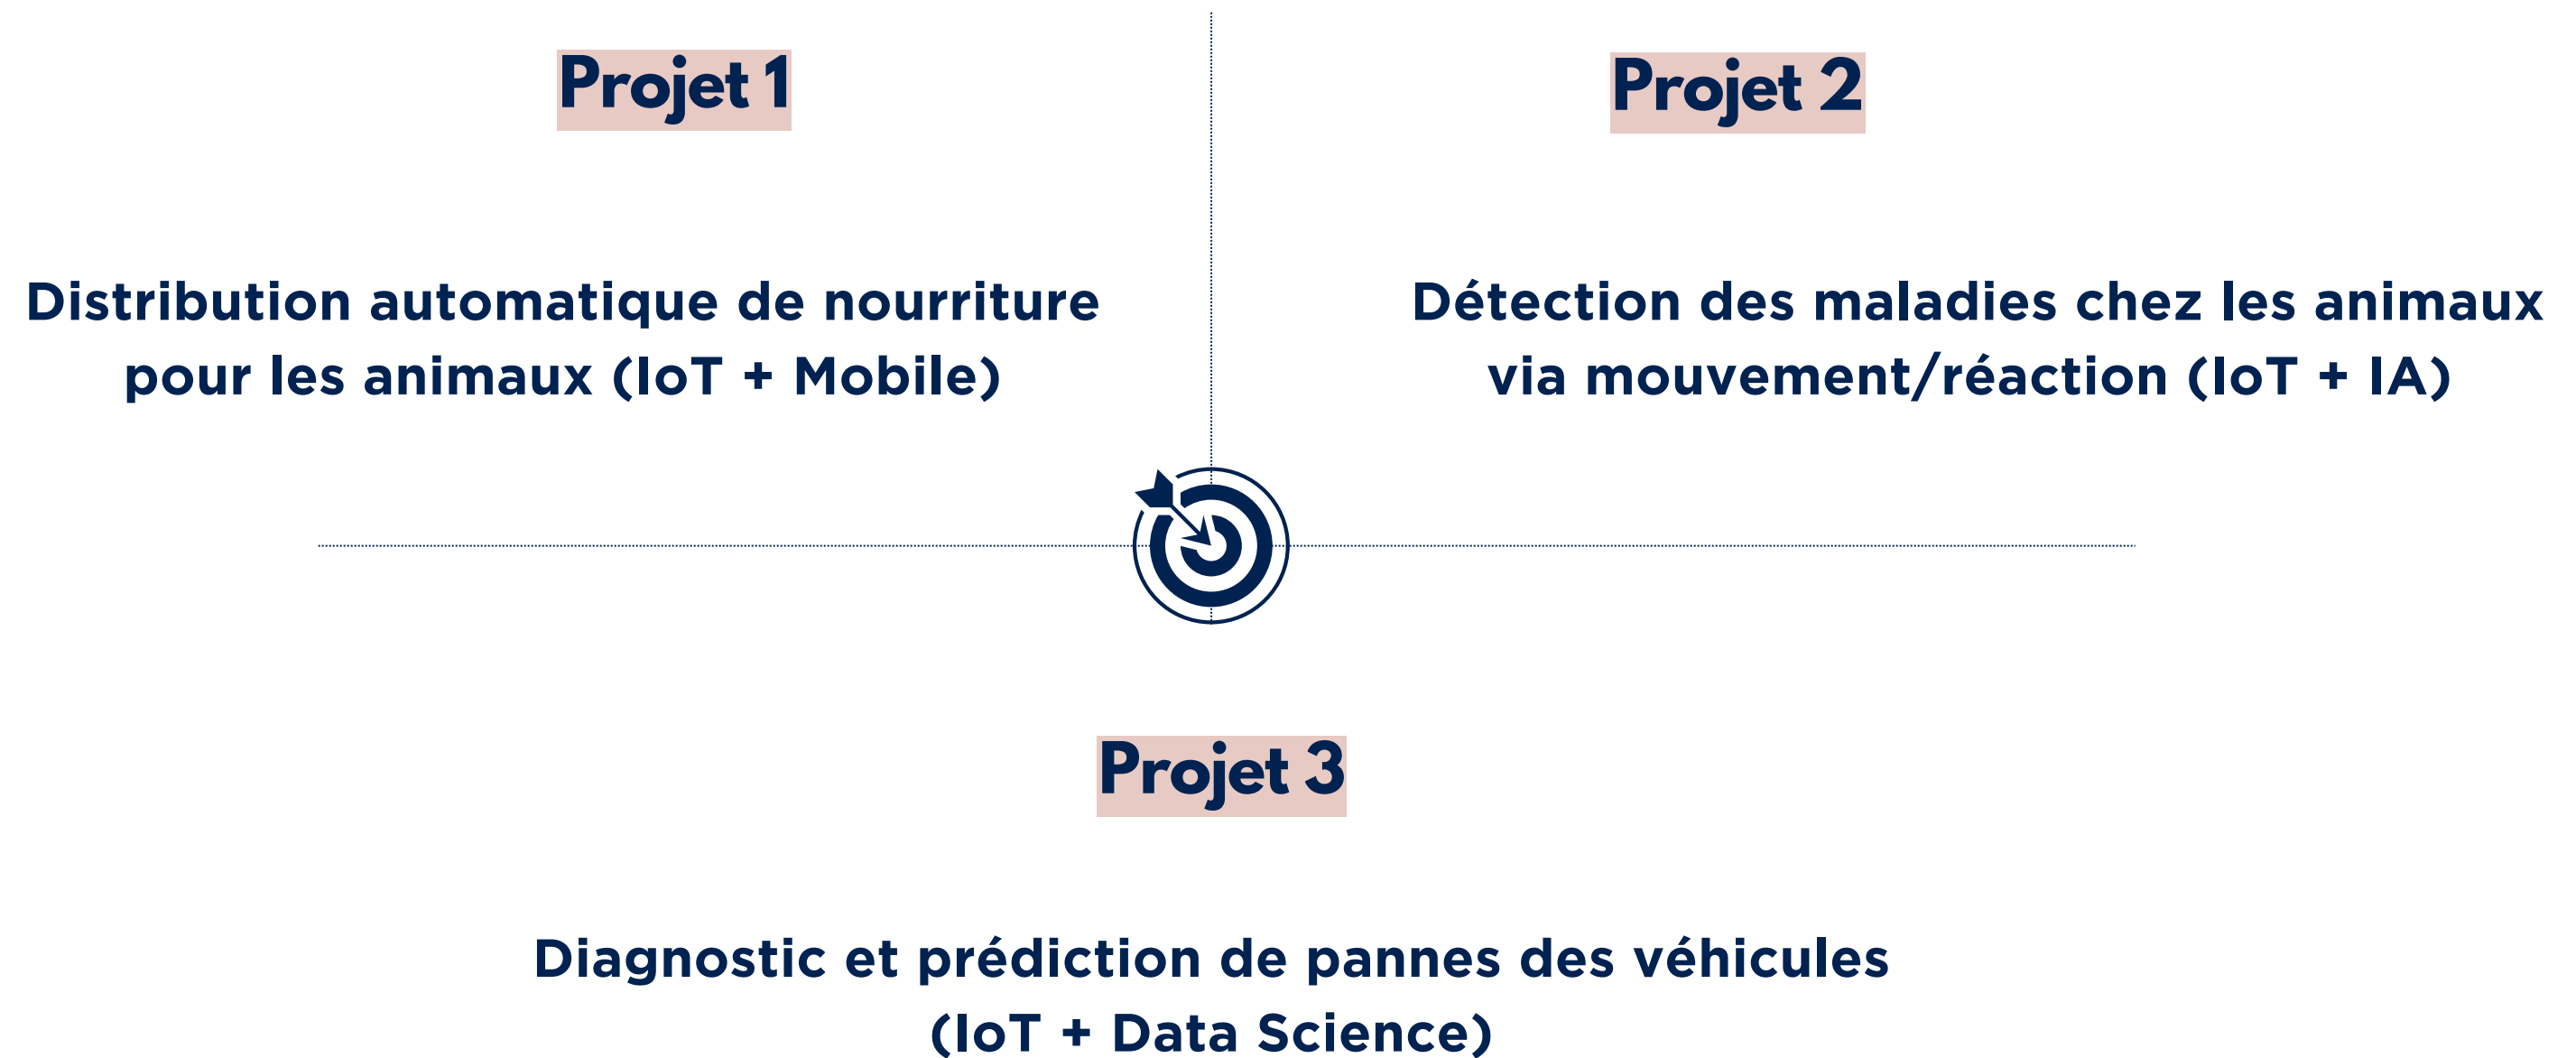 Projet 1
Distribution automatique de nourriture
pour les animaux (IoT + Mobile)
Projet 2
Détection des maladies chez les animaux
via mouvement/réaction (IoT + IA)
Projet 3
Diagnostic et prédiction de pannes des véhicules
(IoT + Data Science)